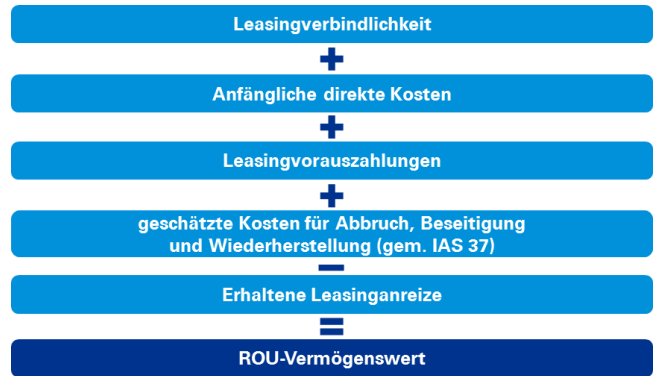 Leasingverbindlichkeit
+
Anfängliche direkte Kosten
+
Leasingvorauszahlungen
+
geschätzte Kosten für Abbruch, Beseitigung
und Wiederherstellung (gem. IAS 37)
–
Erhaltene Leasinganreize
=
ROU-Vermögenswert